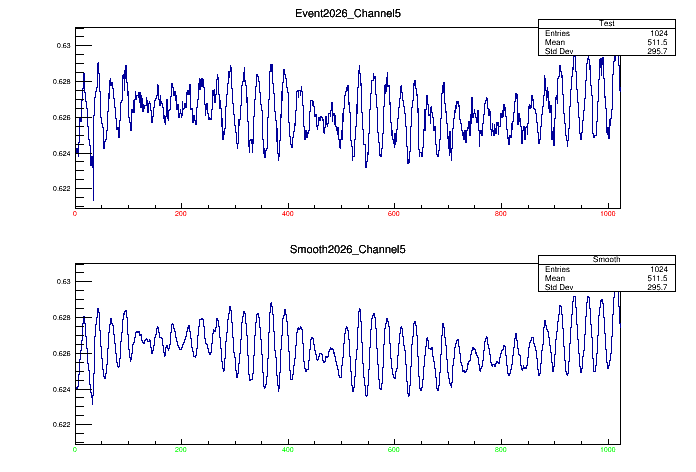 Event2026_Channel5
Test
Entries 1024
Mean 511.5
Std Dev 295.7
0.63
0.628
0.626
0.624
0.622
0 200 400 600 800 1000
Smooth2026_Channel5
Smooth
Entries 1024
Mean 511.5
Std Dev 295.7
0.63
0.628
0.626
0.624
0.622
0 200 400 600 800 1000